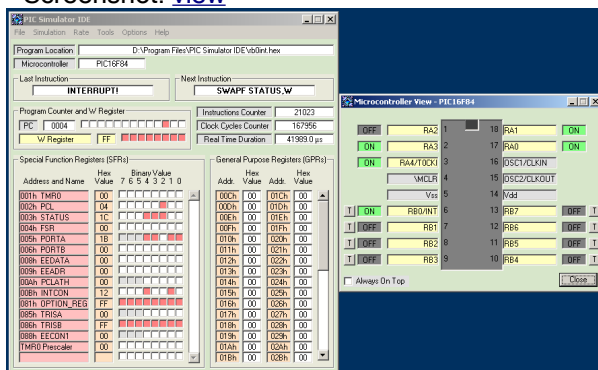 Screenshot: View
PIC Simulator IDE
File Simulation Rate Tools Options Help
Program Location D:\Program Files\PIC Simulator IDE\vb0int.hex
Microcontroller PIC16F84
Last Instruction Next Instruction
INTERRUPT! SWAPF STATUS,W
Program Counter and W Register Instructions Counter 21023
PC 0004 Clock Cycles Counter 167956
W Register FF Real Time Duration 41989.0 µs
Special Function Registers (SFRs) General Purpose Registers (GPRs)
Hex Binary Value Hex Hex
Address and Name Value 7 6 5 4 3 2 1 0 Addr. Value Addr. Value
001h TMR0 00 00Ch 00 01Ch 00
002h PCL 04 00Dh 00 01Dh 00
003h STATUS 1C 00Eh 00 01Eh 00
004h FSR 00 00Fh 00 01Fh 00
005h PORTA 1B 010h 00 020h 00
006h PORTB 00 011h 00 021h 00
008h EEDATA 00 012h 00 022h 00
009h EEADR 00 013h 00 023h 00
00Ah PCLATH 00 014h 00 024h 00
00Bh INTCON 12 015h 00 025h 00
081h OPTION_REG FF 016h 00 026h 00
085h TRISA 00 017h 00 027h 00
086h TRISB FF 018h 00 028h 00
088h EECON1 00 019h 00 029h 00
TMR0 Prescaler 00 01Ah 00 02Ah 00
01Bh 00 02Bh 00
Microcontroller View - PIC16F84
OFF RA2 1 18 RA1 ON
ON RA3 2 17 RA0 ON
ON RA4/T0CKI 3 16 OSC1/CLKIN
\MCLR 4 15 OSC2/CLKOUT
Vss 5 14 Vdd
T ON RB0/INT 6 13 RB7 OFF T
T OFF RB1 7 12 RB6 OFF T
T OFF RB2 8 11 RB5 OFF T
T OFF RB3 9 10 RB4 OFF T
Always On Top Close